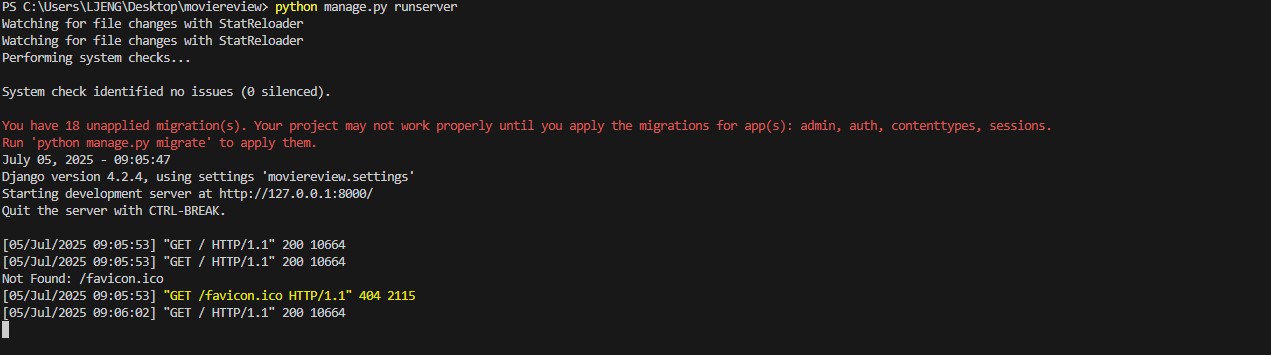 PS C:\Users\LJENG\Desktop\moviereview> python manage.py runserver
Watching for file changes with StatReloader
Watching for file changes with StatReloader
Performing system checks...
System check identified no issues (0 silenced).
You have 18 unapplied migration(s). Your project may not work properly until you apply the migrations for app(s): admin, auth, contenttypes, sessions.
Run 'python manage.py migrate' to apply them.
July 05, 2025 - 09:05:47
Django version 4.2.4, using settings 'moviereview.settings'
Starting development server at http://127.0.0.1:8000/
Quit the server with CTRL-BREAK.
[05/Jul/2025 09:05:53] "GET / HTTP/1.1" 200 10664
[05/Jul/2025 09:05:53] "GET / HTTP/1.1" 200 10664
Not Found: /favicon.ico
[05/Jul/2025 09:05:53] "GET /favicon.ico HTTP/1.1" 404 2115
[05/Jul/2025 09:06:02] "GET / HTTP/1.1" 200 10664